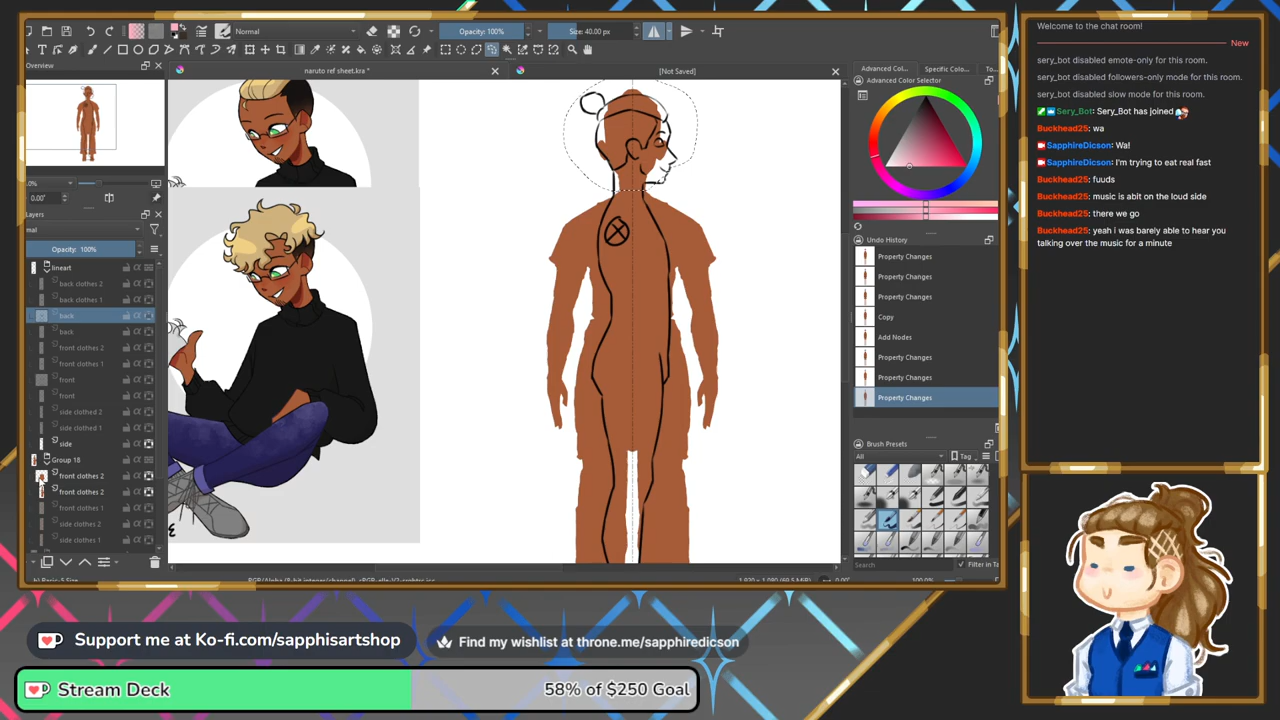 Normal
Opacity: 100%
Size: 40.00 px
Overview
naruto ref sheet.kra *
[Not Saved]
Advanced Col...
Specific Colo...
To...
Advanced Color Selector
0.00°
Layers
Opacity: 100%
lineart
back clothes 2
back clothes 1
back
back
front clothes 2
front clothes 1
front
front
side clothed 2
side clothed 1
side
Group 18
front clothes 2
front clothes 2
front clothes 1
side clothes 2
side clothes 1
Undo History
Property Changes
Property Changes
Property Changes
Copy
Add Nodes
Property Changes
Property Changes
Property Changes
Brush Presets
All
Tag
Search
Filter in Ta
Welcome to the chat room!
New
sery_bot disabled emote-only for this room.
sery_bot disabled followers-only mode for this room.
sery_bot disabled slow mode for this room.
Sery_Bot: Sery_Bot has joined
Buckhead25: wa
SapphireDicson: Wa!
SapphireDicson: I'm trying to eat real fast
Buckhead25: fuuds
Buckhead25: music is abit on the loud side
Buckhead25: there we go
Buckhead25: yeah i was barely able to hear you
talking over the music for a minute
Support me at Ko-fi.com/sapphisartshop
Find my wishlist at throne.me/sapphiredicson
Stream Deck
58% of $250 Goal